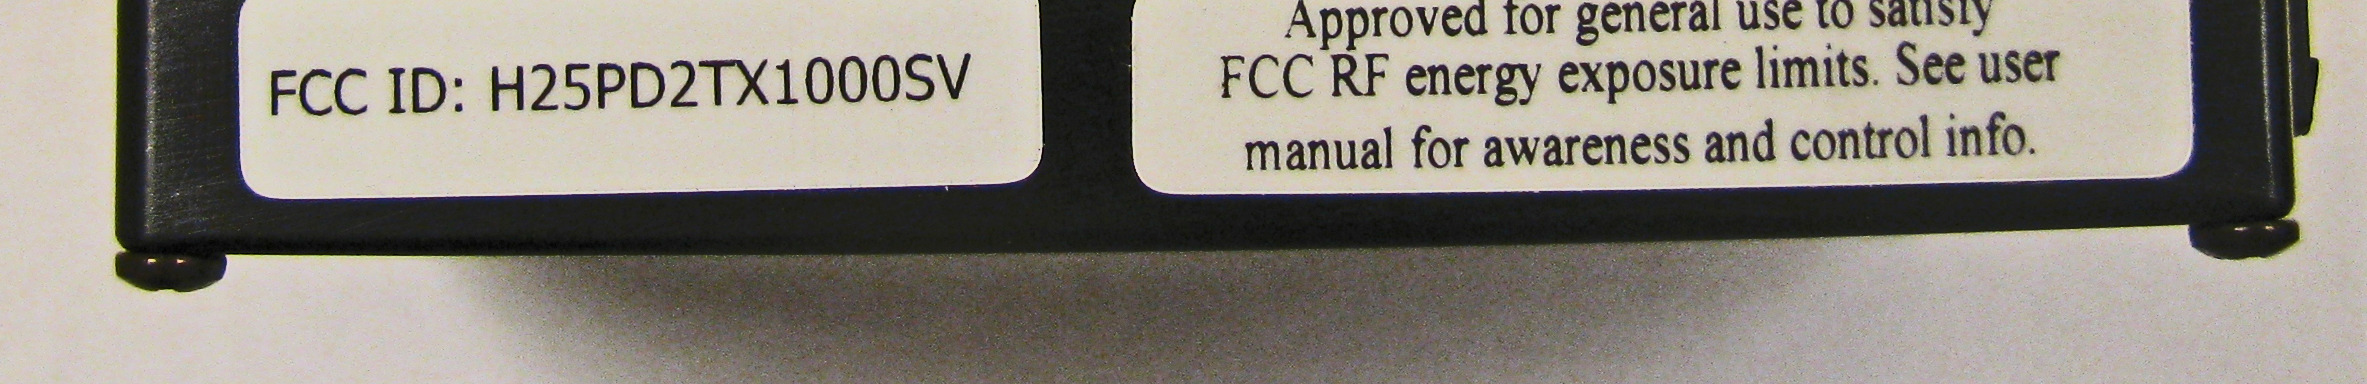 FCC ID: H25PD2TX1000SV
Approved for general use to satisfy
FCC RF energy exposure limits. See user
manual for awareness and control info.